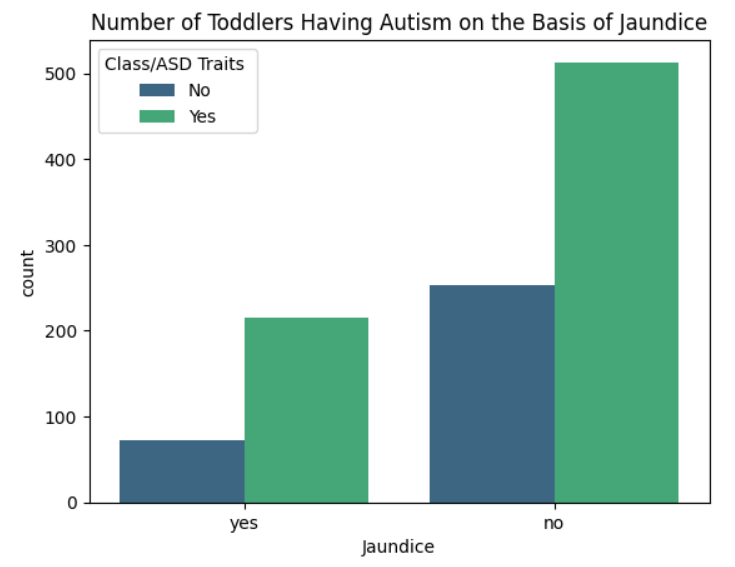 Number of Toddlers Having Autism on the Basis of Jaundice
Class/ASD Traits
No
Yes
500
400
300
200
100
0
count
yes no
Jaundice